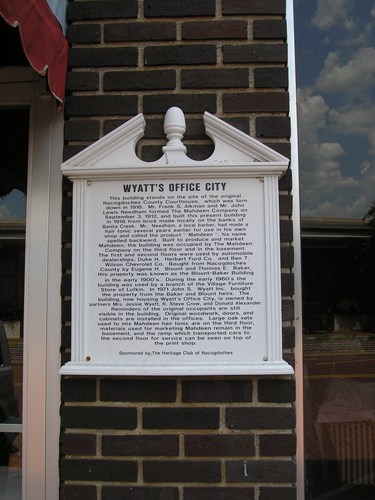 WYATT'S OFFICE CITY
This building stands on the site of the original
Nacogdoches County Courthouse, which was torn
down in 1916. Mr. Frank S. Aikman and Mr. John
Lewis Needham formed The Mahdeen Company on
September 3, 1912, and built this present building
in 1918 from brick made locally on the banks of
Banita Creek. Mr. Needham, a local barber, had made a
hair tonic several years earlier for use in his own
shop and called the product " Mahdeen ", his name
spelled backward. Built to produce and market
Mahdeen, the building was occupied by The Mahdeen
Company on the third floor and in the basement.
The first and second floors were used by automobile
dealerships, Duke H. Herbert Ford Co. and Ben T.
Wilson Chevrolet Co. Bought from Nacogdoches
County by Eugene H. Blount and Thomas E. Baker,
this property was known as the Blount-Baker Building
in the early 1900's. During the early 1960's the
building was used by a branch of the Village Furniture
Store of Lufkin. In 1971 John S. Wyatt Inc. bought
the property from the Baker and Blount heirs. The
building, now housing Wyatt's Office City, is owned by
partners Mrs. Jessie Wyatt, R. Steve Crow, and Donald Alexander.
Reminders of the original occupants are still
visible in the building. Original woodwork, doors, and
cabinets are installed in the offices. Large oak vats
used to mix Mahdeen hair tonic are on the third floor,
materials used for marketing Mahdeen remain in the
basement, and the ramp which transported cars to
the second floor for service can be seen on top of
the print shop.
Sponsored by, The Heritage Club of Nacogdoches